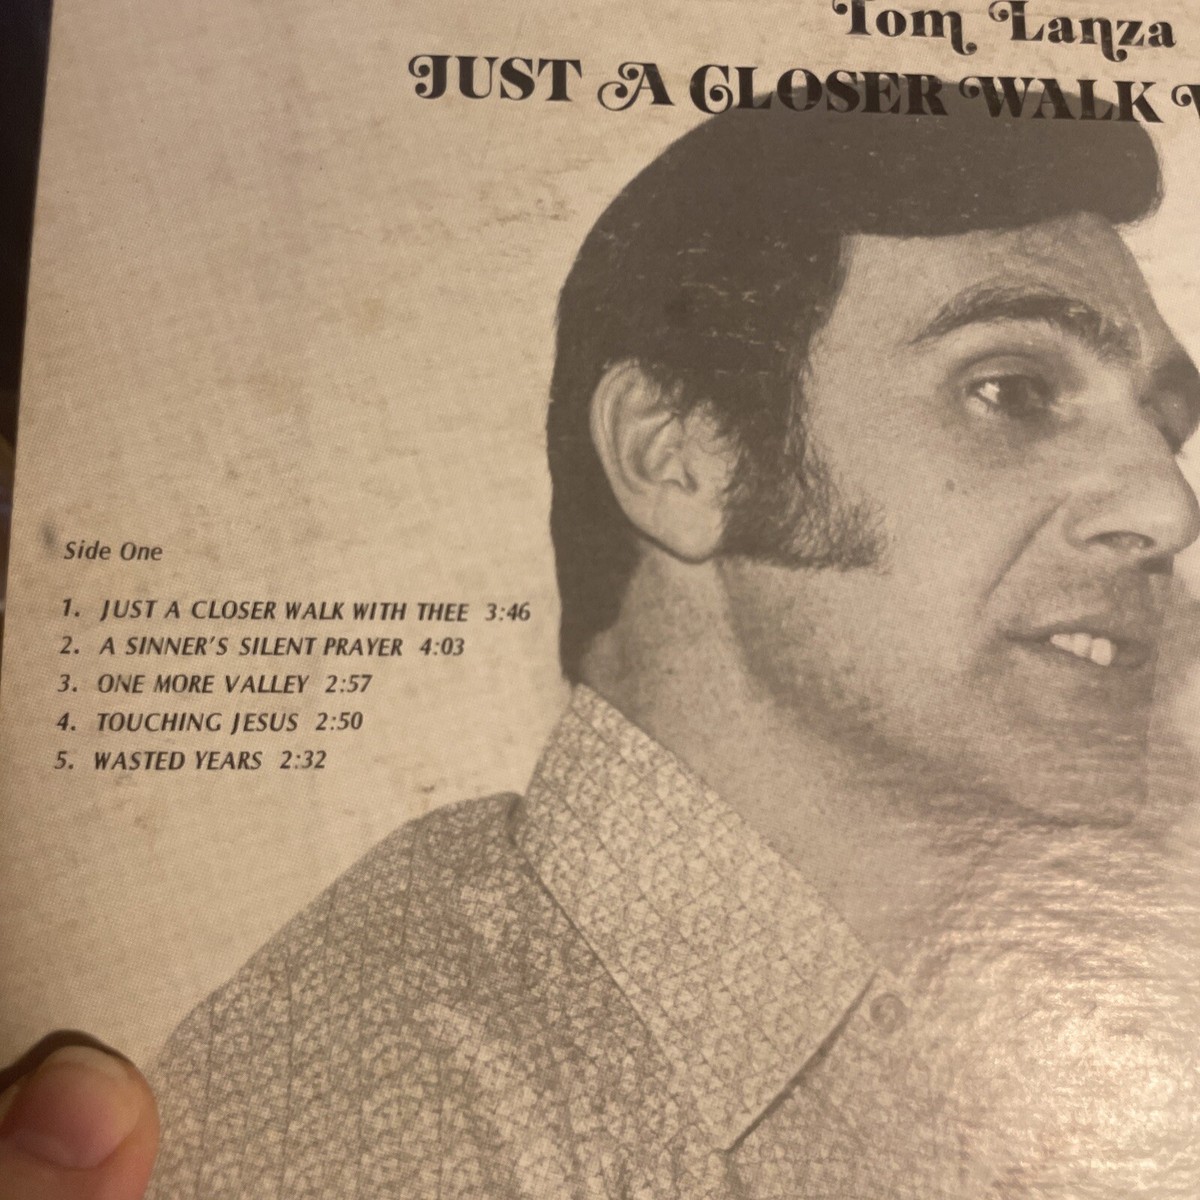 Tom Lanza
JUST A CLOSER WALK
Side One
1. JUST A CLOSER WALK WITH THEE 3:46
2. A SINNER'S SILENT PRAYER 4:03
3. ONE MORE VALLEY 2:57
4. TOUCHING JESUS 2:50
5. WASTED YEARS 2:32